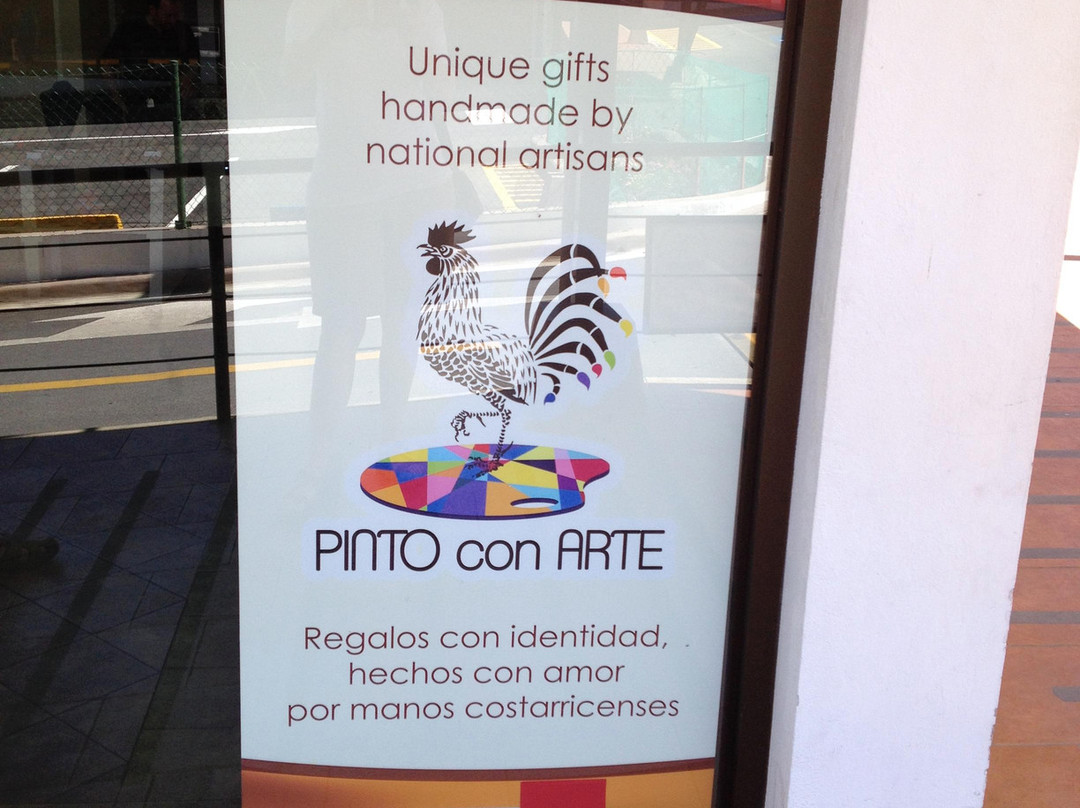 Unique gifts
handmade by
national artisans
PINTO con ARTE
Regalos con identidad,
hechos con amor
por manos costarricenses